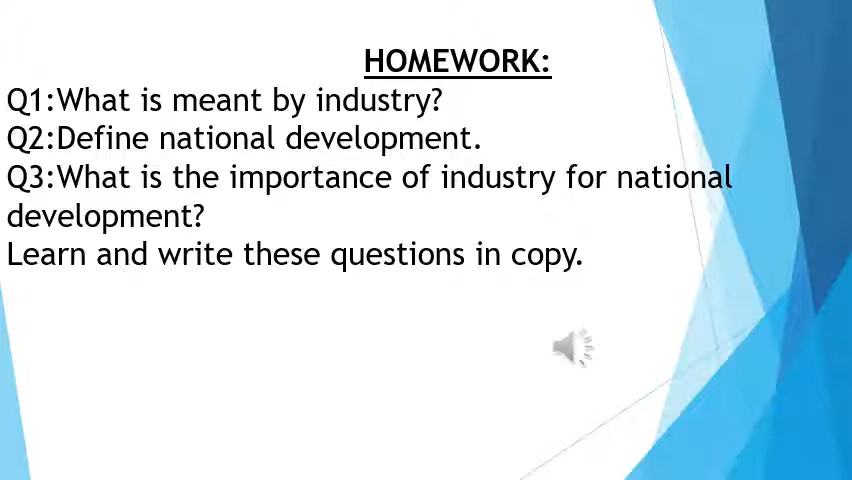 HOMEWORK:
Q1:What is meant by industry?
Q2:Define national development.
Q3:What is the importance of industry for national
development?
Learn and write these questions in copy.